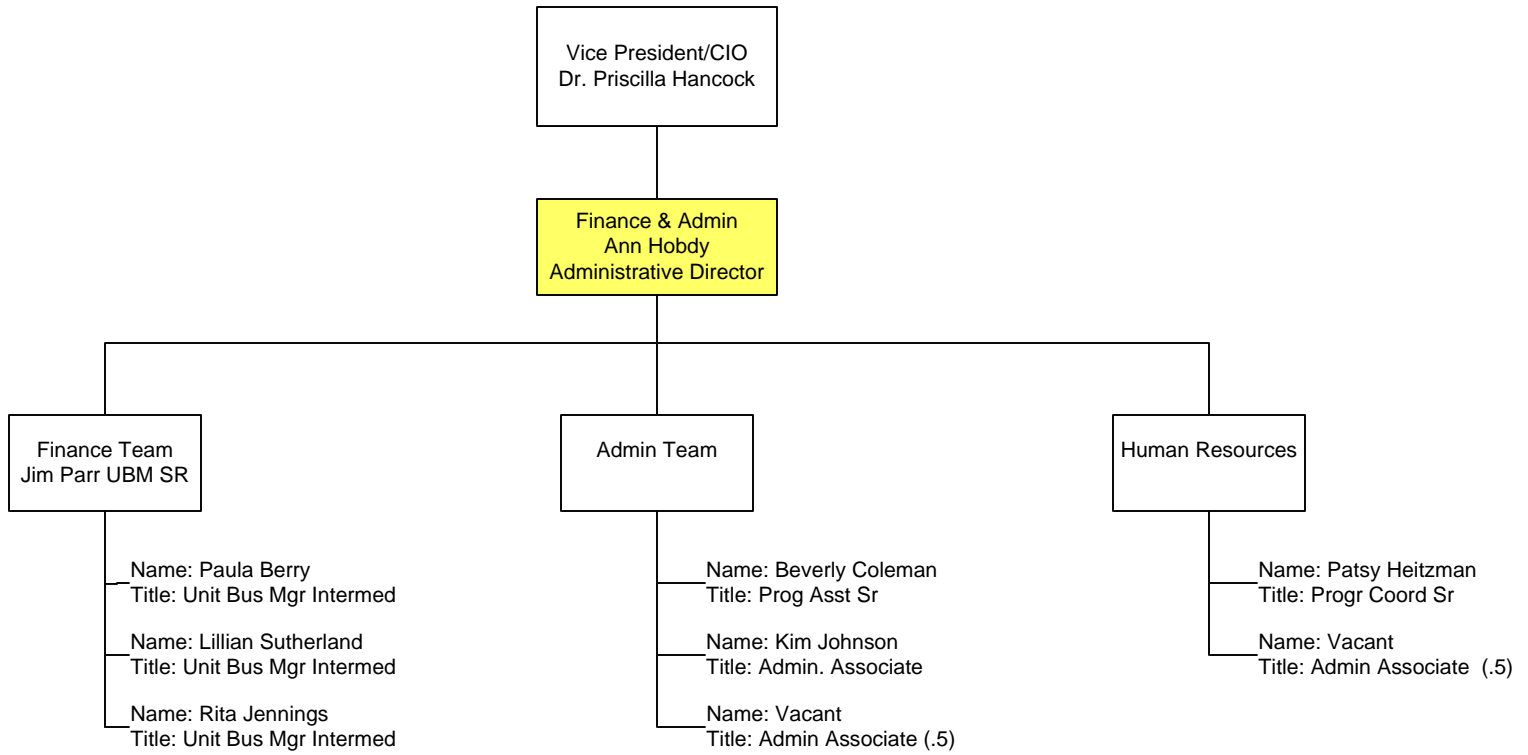 Vice President/CIO
Dr. Priscilla Hancock
Finance & Admin
Ann Hobdy
Administrative Director
Finance Team
Jim Parr UBM SR
Admin Team
Human Resources
Name: Paula Berry
Title: Unit Bus Mgr Intermed
Name: Lillian Sutherland
Title: Unit Bus Mgr Intermed
Name: Rita Jennings
Title: Unit Bus Mgr Intermed
Name: Beverly Coleman
Title: Prog Asst Sr
Name: Kim Johnson
Title: Admin. Associate
Name: Vacant
Title: Admin Associate (.5)
Name: Patsy Heitzman
Title: Progr Coord Sr
Name: Vacant
Title: Admin Associate  (.5)